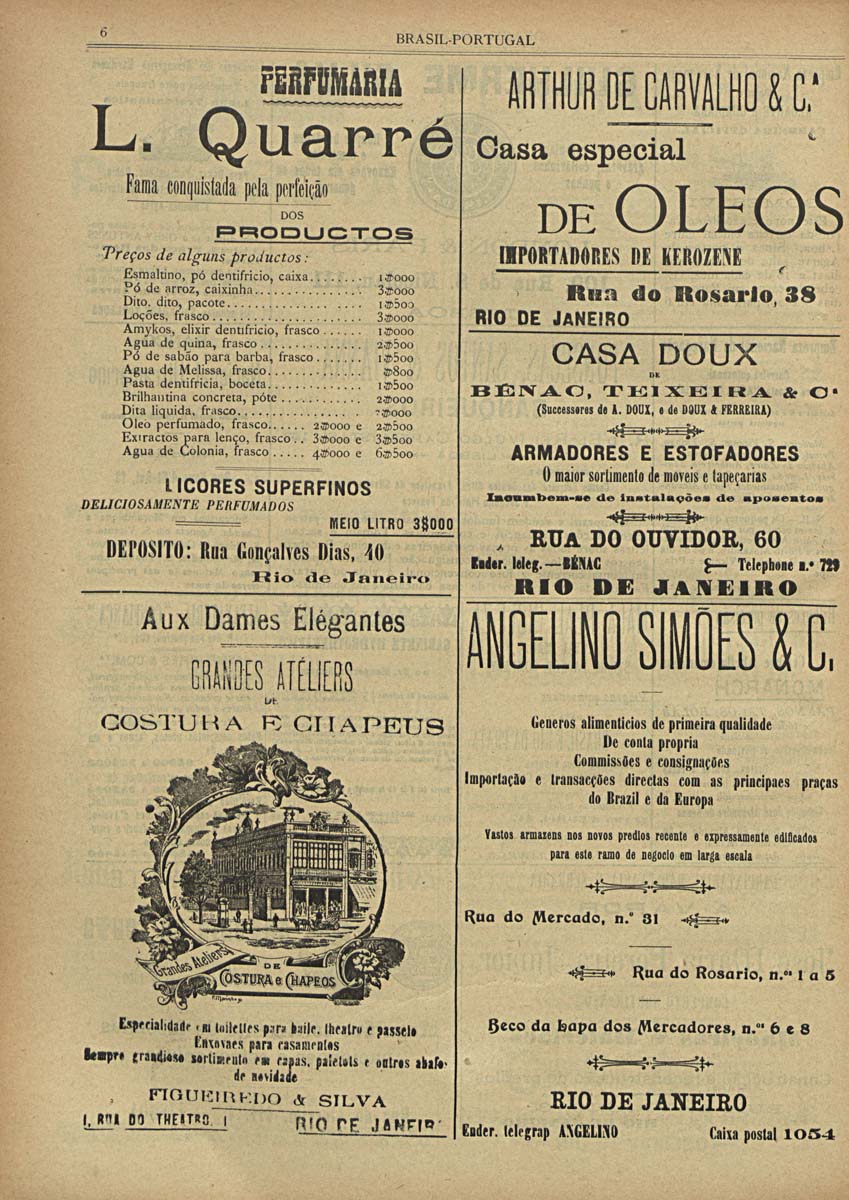 6
BRASIL-PORTUGAL
PERFUMARIA
L. Quarré
Fama conquistada pela perfeição
DOS
PRODUCTOS
Preços de alguns productos:
Esmaltino, pó dentifricio, caixa........ 1$000
Pó de arroz, caixinha................ 3$000
Dito, dito, pacote.................... 1$500
Loções, frasco....................... 3$000
Amykos, elixir dentifricio, frasco...... 1$000
Agua de quina, frasco................ 2$500
Pó de sabão para barba, frasco....... 1$500
Agua de Melissa, frasco.............. $800
Pasta dentifricia, boceta.............. 1$500
Brilhantina concreta, póte............ 2$000
Dita liquida, frasco.................. $000
Oleo perfumado, frasco..... 2$000 e 2$500
Extractos para lenço, frasco.. 3$000 e 3$500
Agua de Colonia, frasco..... 4$000 e 6$500
LICORES SUPERFINOS
DELICIOSAMENTE PERFUMADOS
MEIO LITRO 3$000
DEPOSITO: Rua Gonçalves Dias, 40
Rio de Janeiro
Aux Dames Elégantes
GRANDES ATÉLIERS
DE
COSTURA E CHAPEUS
Grandes Ateliers
DE
COSTURA e CHAPEOS
Especialidade em toilettes para baile, theatro e passeio
Enxovaes para casamentos
Sempre grandioso sortimento em capas, paletots e outros abafo-
de novidade
FIGUEIREDO & SILVA
1, RUA DO THEATRO, 1
RIO DE JANEIR
ARTHUR DE CARVALHO & C.ª
Casa especial
DE OLEOS
IMPORTADORES DE KEROZENE
Rua do Rosario, 38
RIO DE JANEIRO
CASA DOUX
DE
BÉNAC, TEIXEIRA & Cª
(Successores de A. DOUX, e de DOUX & FERREIRA)
ARMADORES E ESTOFADORES
O maior sortimento de moveis e tapeçarias
Incumbem-se de instalações de aposentos
RUA DO OUVIDOR, 60
Ender. teleg.—BÉNAC
Telephone n.º 729
RIO DE JANEIRO
ANGELINO SIMÕES & C.
Generos alimenticios de primeira qualidade
De conta propria
Commissões e consignações
Importação e transacções directas com as principaes praças
do Brazil e da Europa
Vastos armazens nos novos predios recente e expressamente edificados
para este ramo de negocio em larga escala
Rua do Mercado, n.º 31
Rua do Rosario, n.os 1 a 5
Beco da Lapa dos Mercadores, n.os 6 e 8
RIO DE JANEIRO
Ender. telegrap ANGELINO
Caixa postal 1054